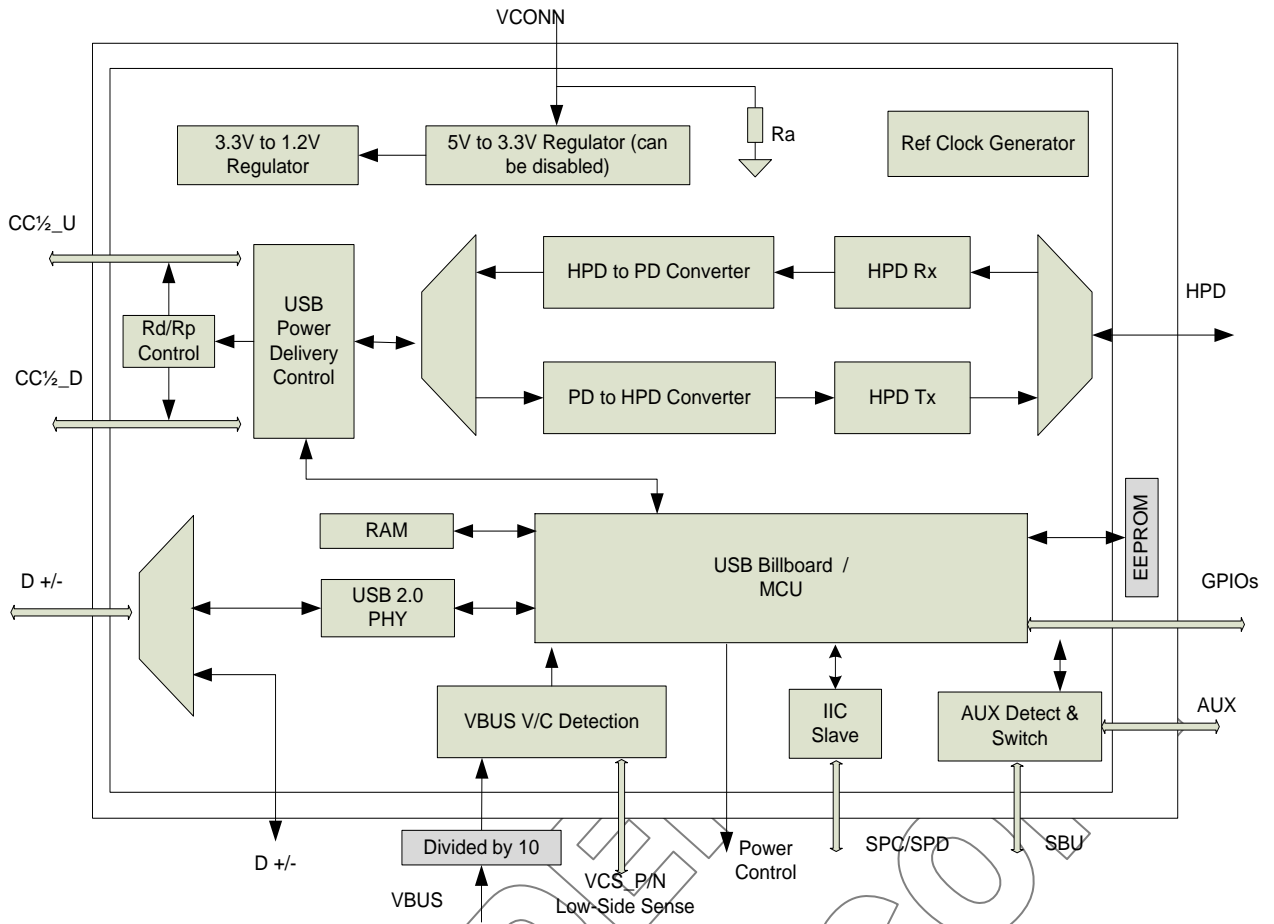 VCONN
3.3V to 1.2V
Regulator
5V to 3.3V Regulator (can
be disabled)
Ra
Ref Clock Generator
CC½_U
HPD to PD Converter
HPD Rx
USB
Power
Delivery
Control
HPD
Rd/Rp
Control
CC½_D
PD to HPD Converter
HPD Tx
RAM
USB Billboard /
MCU
EEPROM
D +/-
USB 2.0
PHY
GPIOs
VBUS V/C Detection
IIC
Slave
AUX Detect &
Switch
AUX
Divided by 10
D +/-
Power
Control
SPC/SPD
SBU
VBUS
VCS_P/N
Low-Side Sense